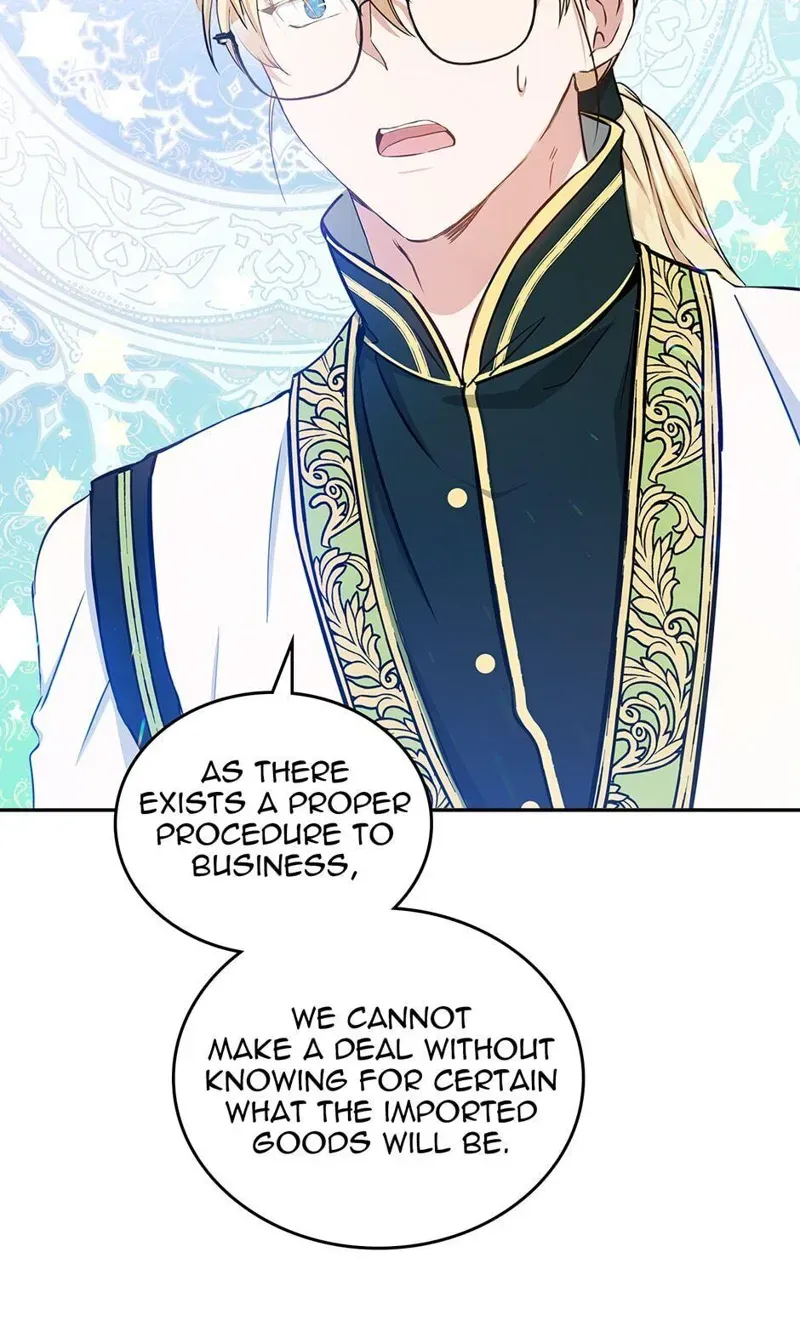 AS THERE
EXISTS A PROPER
PROCEDURE TO
BUSINESS,
WE CANNOT
MAKE A DEAL WITHOUT
KNOWING FOR CERTAIN
WHAT THE IMPORTED
GOODS WILL BE.